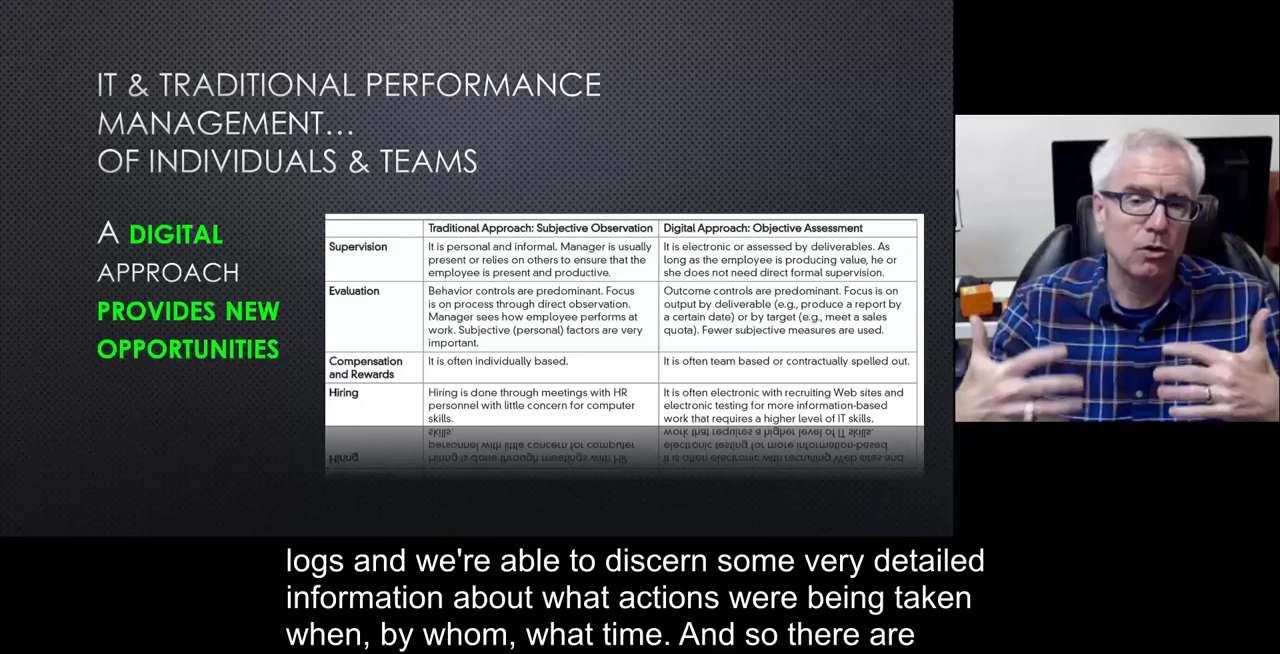 IT & TRADITIONAL PERFORMANCE
MANAGEMENT…
OF INDIVIDUALS & TEAMS
A DIGITAL
APPROACH
PROVIDES NEW
OPPORTUNITIES
Traditional Approach: Subjective Observation
Digital Approach: Objective Assessment
Supervision
It is personal and informal. Manager is usually
present or relies on others to ensure that the
employee is present and productive.
It is electronic or assessed by deliverables. As
long as the employee is producing value, he or
she does not need direct formal supervision.
Evaluation
Behavior controls are predominant. Focus
is on process through direct observation.
Manager sees how employee performs at
work. Subjective (personal) factors are very
important.
Outcome controls are predominant. Focus is on
output by deliverable (e.g., produce a report by
a certain date) or by target (e.g., meet a sales
quota). Fewer subjective measures are used.
Compensation
and Rewards
It is often individually based.
It is often team based or contractually spelled out.
Hiring
Hiring is done through meetings with HR
personnel with little concern for computer
skills.
It is often electronic with recruiting Web sites and
electronic testing for more information-based
work that requires a higher level of IT skills.
logs and we're able to discern some very detailed
information about what actions were being taken
when, by whom, what time. And so there are